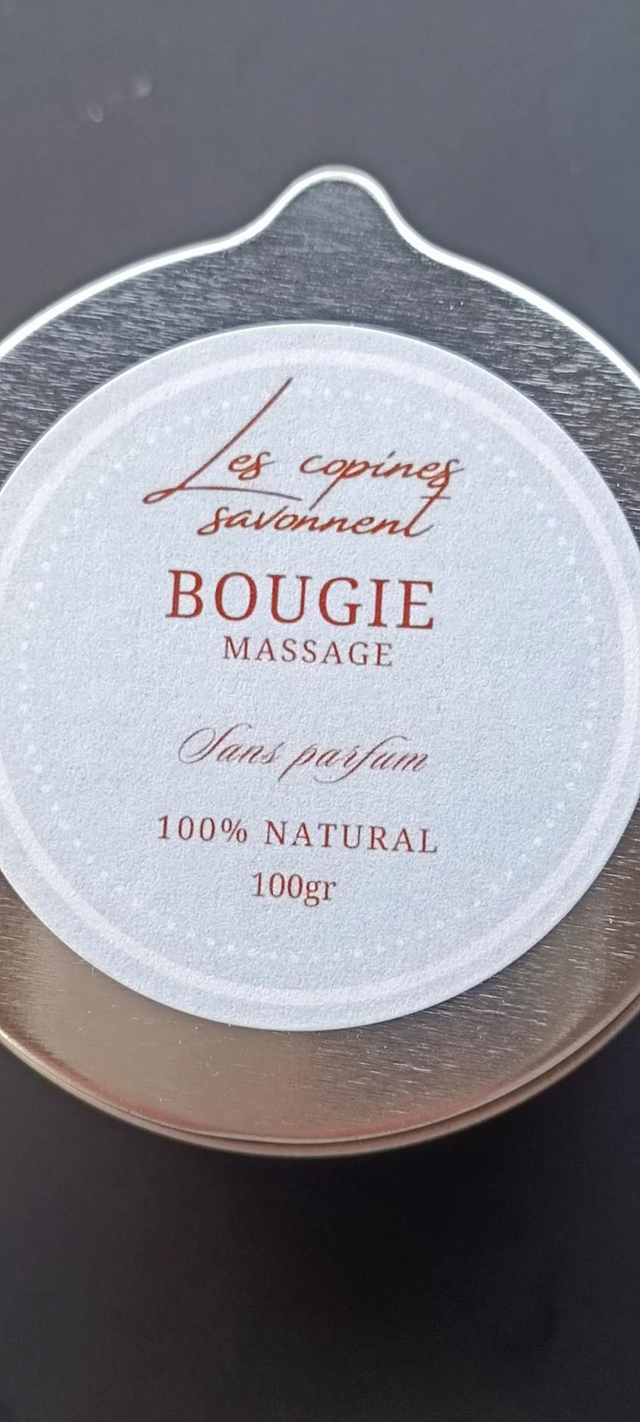 Les copines
savonnent
BOUGIE
MASSAGE
Sans parfum
100% NATURAL
100gr